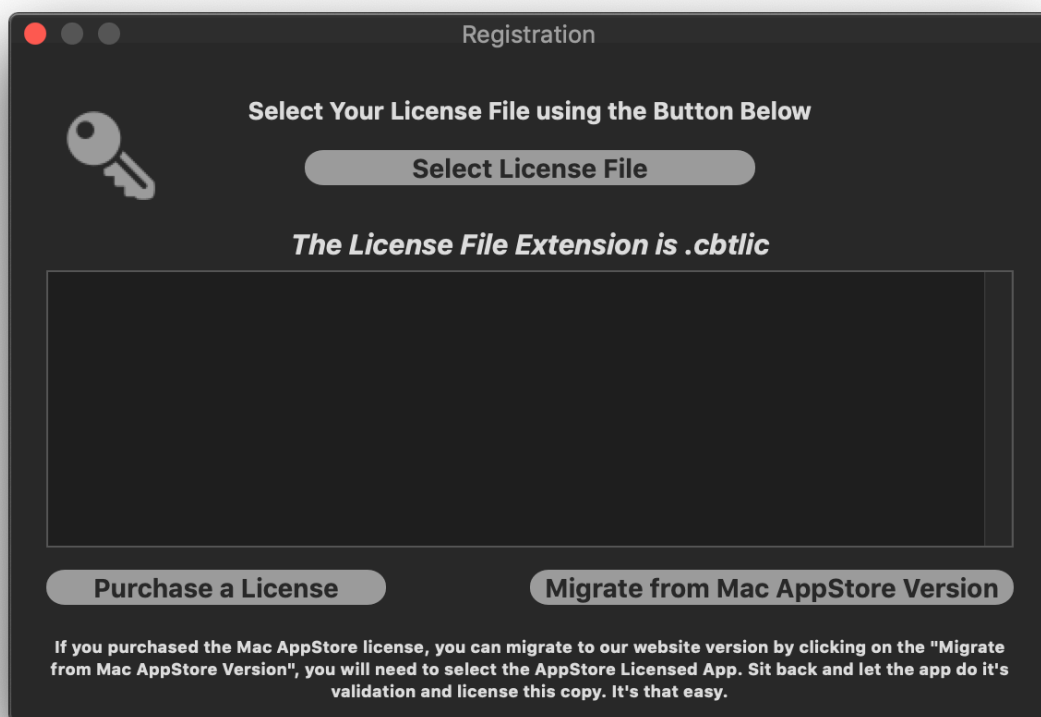 Registration
Select Your License File using the Button Below
Select License File
The License File Extension is .cbtlic
Purchase a License
Migrate from Mac AppStore Version
If you purchased the Mac AppStore license, you can migrate to our website version by clicking on the "Migrate
from Mac AppStore Version", you will need to select the AppStore Licensed App. Sit back and let the app do it's
validation and license this copy. It's that easy.